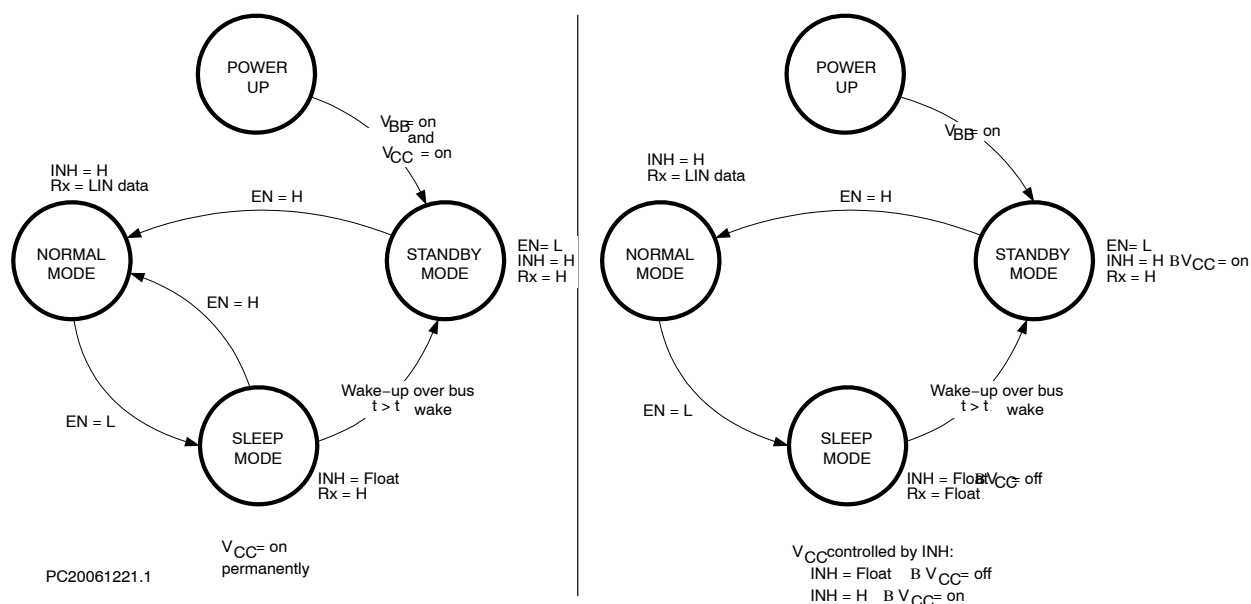 POWER
UP
VBB= on
and
VCC = on
INH = H
Rx = LIN data
EN = H
NORMAL
MODE
STANDBY
MODE
EN= L
INH = H
Rx = H
EN = H
Wake−up over bus
t > t wake
EN = L
SLEEP
MODE
INH = Float
Rx = H
VCC= on
permanently
PC20061221.1
POWER
UP
VBB= on
INH = H
Rx = LIN data
EN = H
NORMAL
MODE
STANDBY
MODE
EN= L
INH = H B VCC= on
Rx = H
Wake−up over bus
t > t wake
EN = L
SLEEP
MODE
INH = Float B VCC= off
Rx = Float
VCC controlled by INH:
INH = Float B VCC= off
INH = H B VCC= on